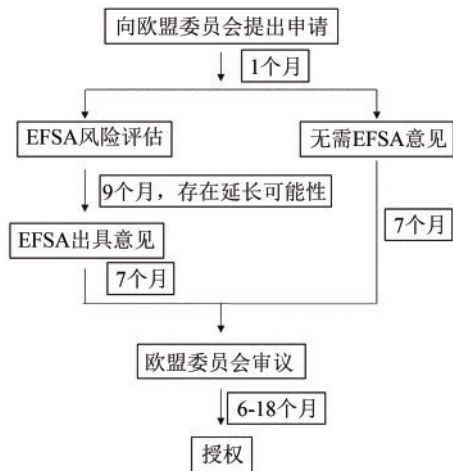 向欧盟委员会提出申请
1个月
EFSA风险评估
无需EFSA意见
9个月，存在延长可能性
EFSA出具意见
7个月
7个月
欧盟委员会审议
6-18个月
授权